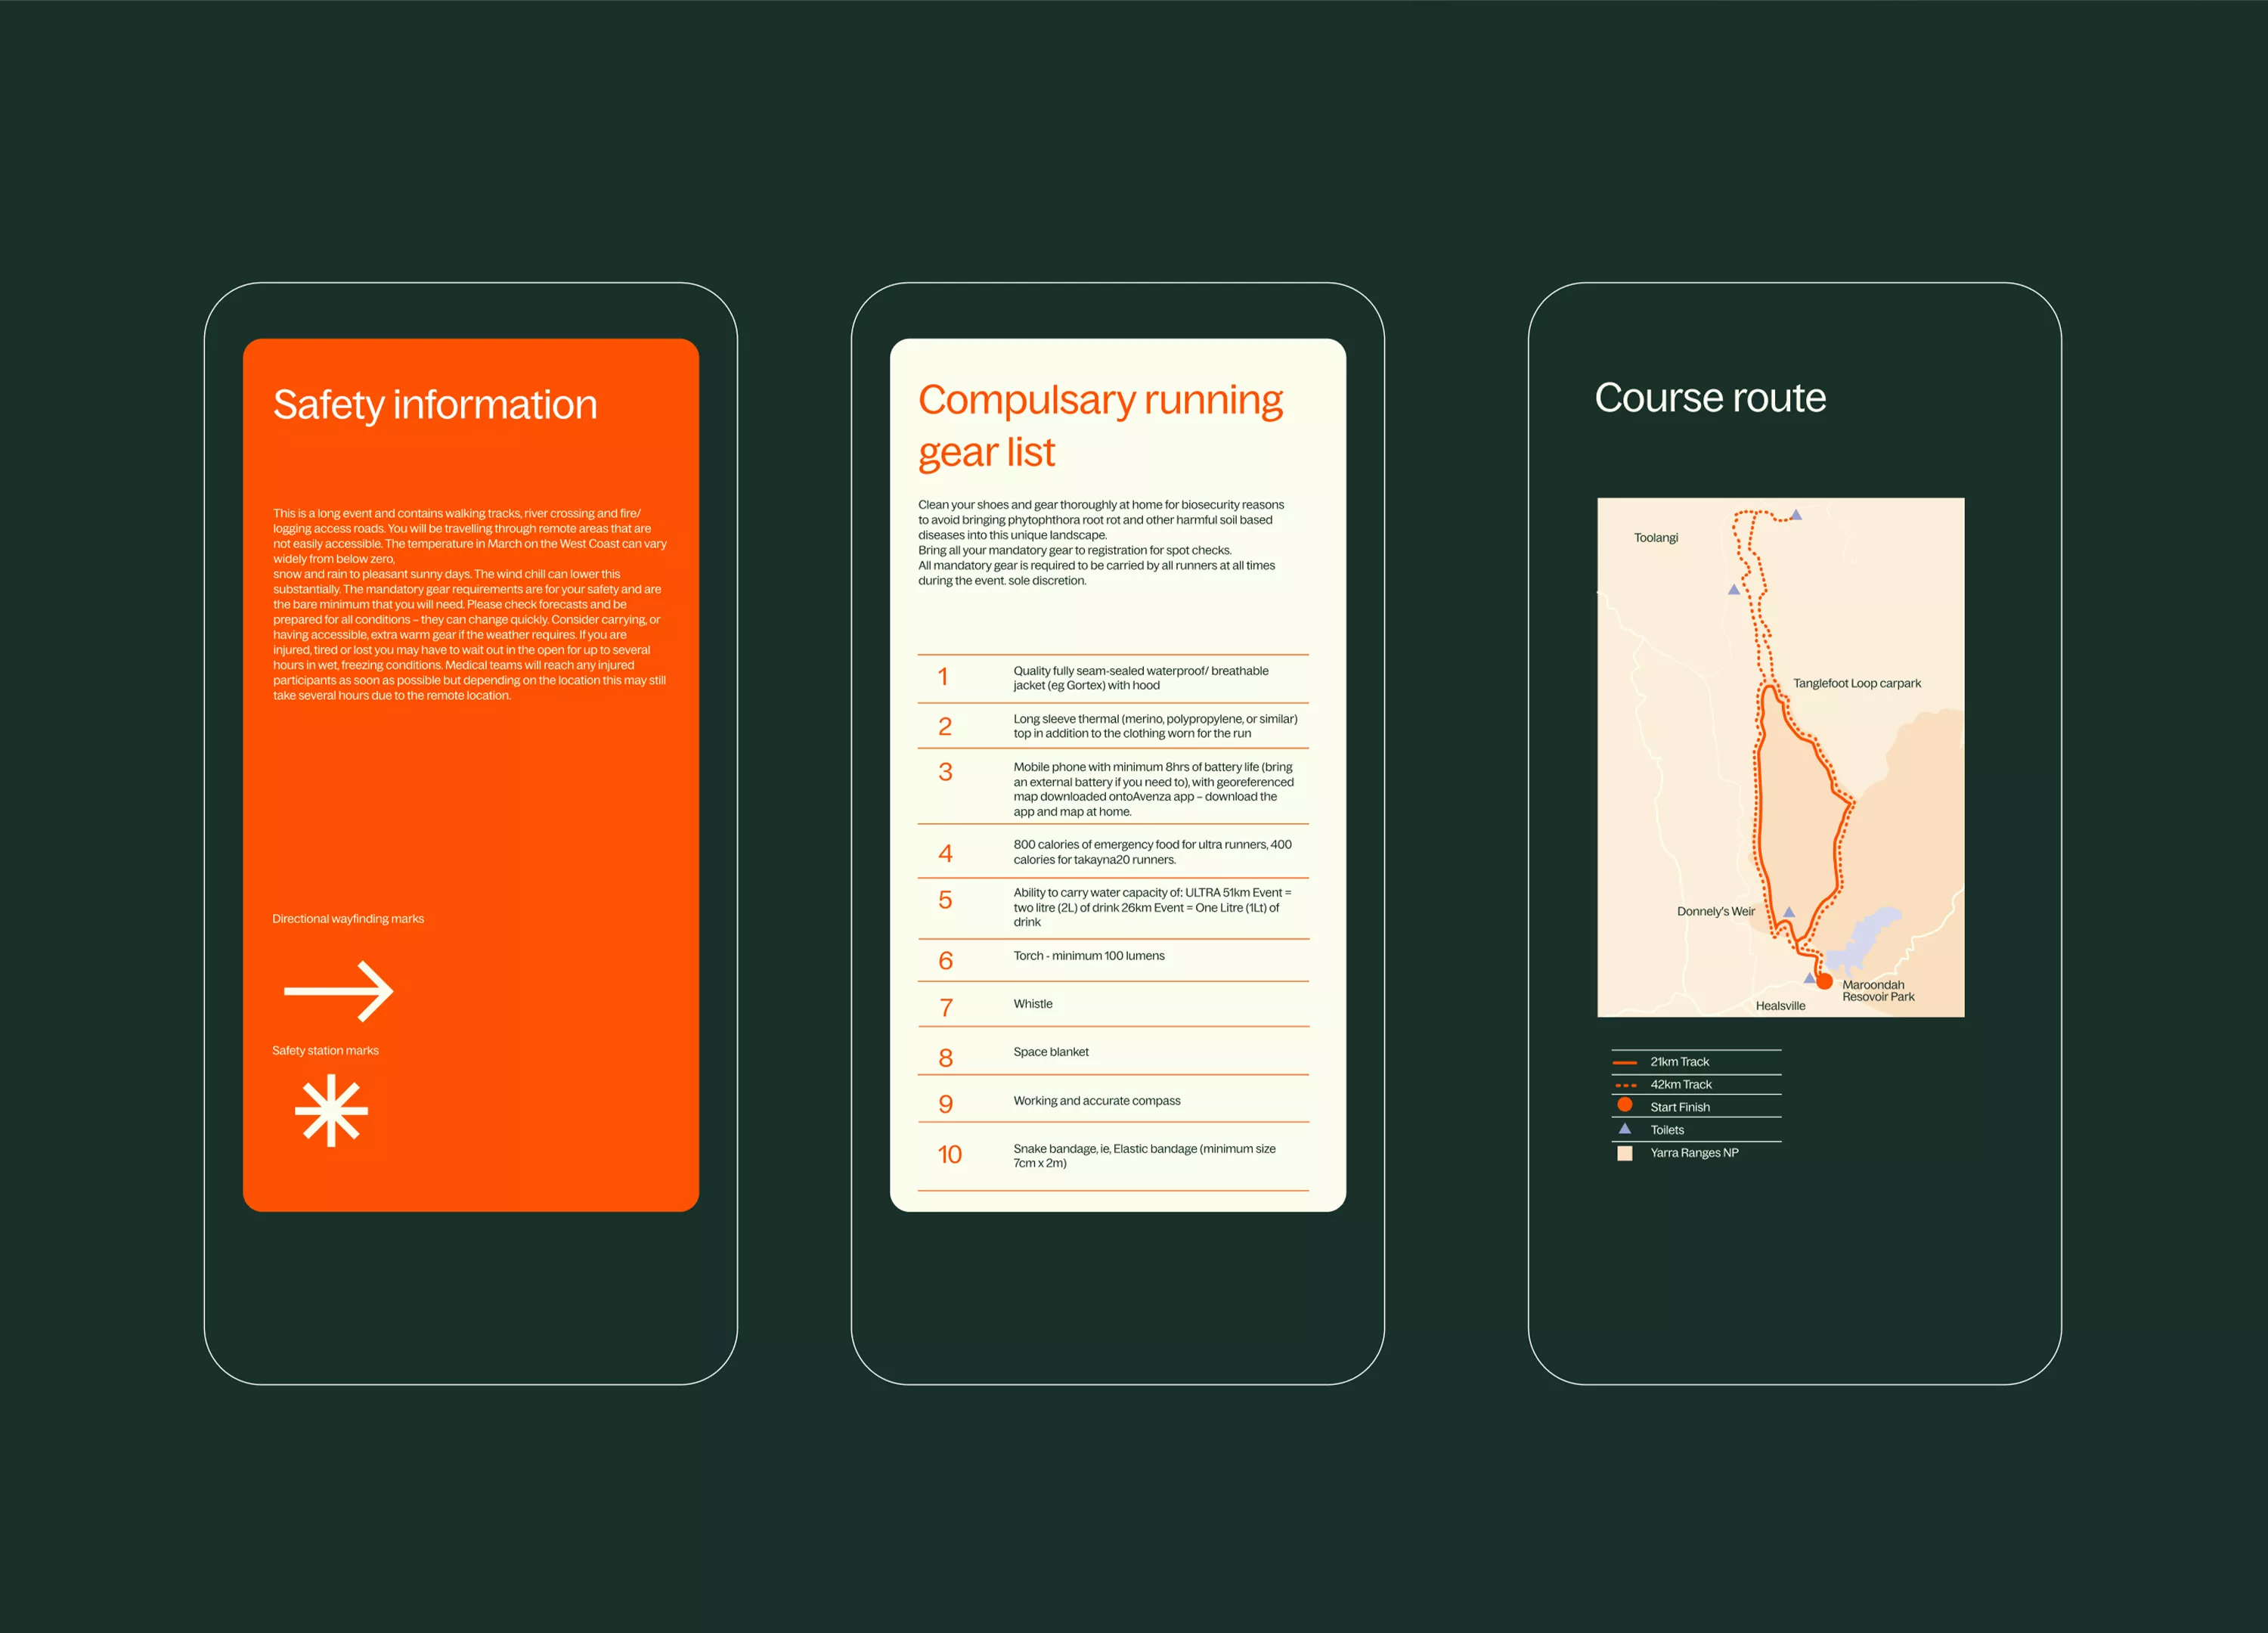 Safety information
This is a long event and contains walking tracks, river crossing and fire/
logging access roads. You will be travelling through remote areas that are
not easily accessible. The temperature in March on the West Coast can vary
widely from below zero,
snow and rain to pleasant sunny days. The wind chill can lower this
substantially. The mandatory gear requirements are for your safety and are
the bare minimum that you will need. Please check forecasts and be
prepared for all conditions – they can change quickly. Consider carrying, or
having accessible, extra warm gear if the weather requires. If you are
injured, tired or lost you may have to wait out in the open for up to several
hours in wet, freezing conditions. Medical teams will reach any injured
participants as soon as possible but depending on the location this may still
take several hours due to the remote location.
Directional wayfinding marks
Safety station marks
Compulsary running
gear list
Clean your shoes and gear thoroughly at home for biosecurity reasons
to avoid bringing phytophthora root rot and other harmful soil based
diseases into this unique landscape.
Bring all your mandatory gear to registration for spot checks.
All mandatory gear is required to be carried by all runners at all times
during the event. sole discretion.
1 Quality fully seam-sealed waterproof/ breathable
jacket (eg Gortex) with hood
2 Long sleeve thermal (merino, polypropylene, or similar)
top in addition to the clothing worn for the run
3 Mobile phone with minimum 8hrs of battery life (bring
an external battery if you need to), with georeferenced
map downloaded ontoAvenza app – download the
app and map at home.
4 800 calories of emergency food for ultra runners, 400
calories for takayna20 runners.
5 Ability to carry water capacity of: ULTRA 51km Event =
two litre (2L) of drink 26km Event = One Litre (1Lt) of
drink
6 Torch - minimum 100 lumens
7 Whistle
8 Space blanket
9 Working and accurate compass
10 Snake bandage, ie, Elastic bandage (minimum size
7cm x 2m)
Course route
Toolangi
Tanglefoot Loop carpark
Donnely's Weir
Maroondah
Resovoir Park
Healsville
21km Track
42km Track
Start Finish
Toilets
Yarra Ranges NP